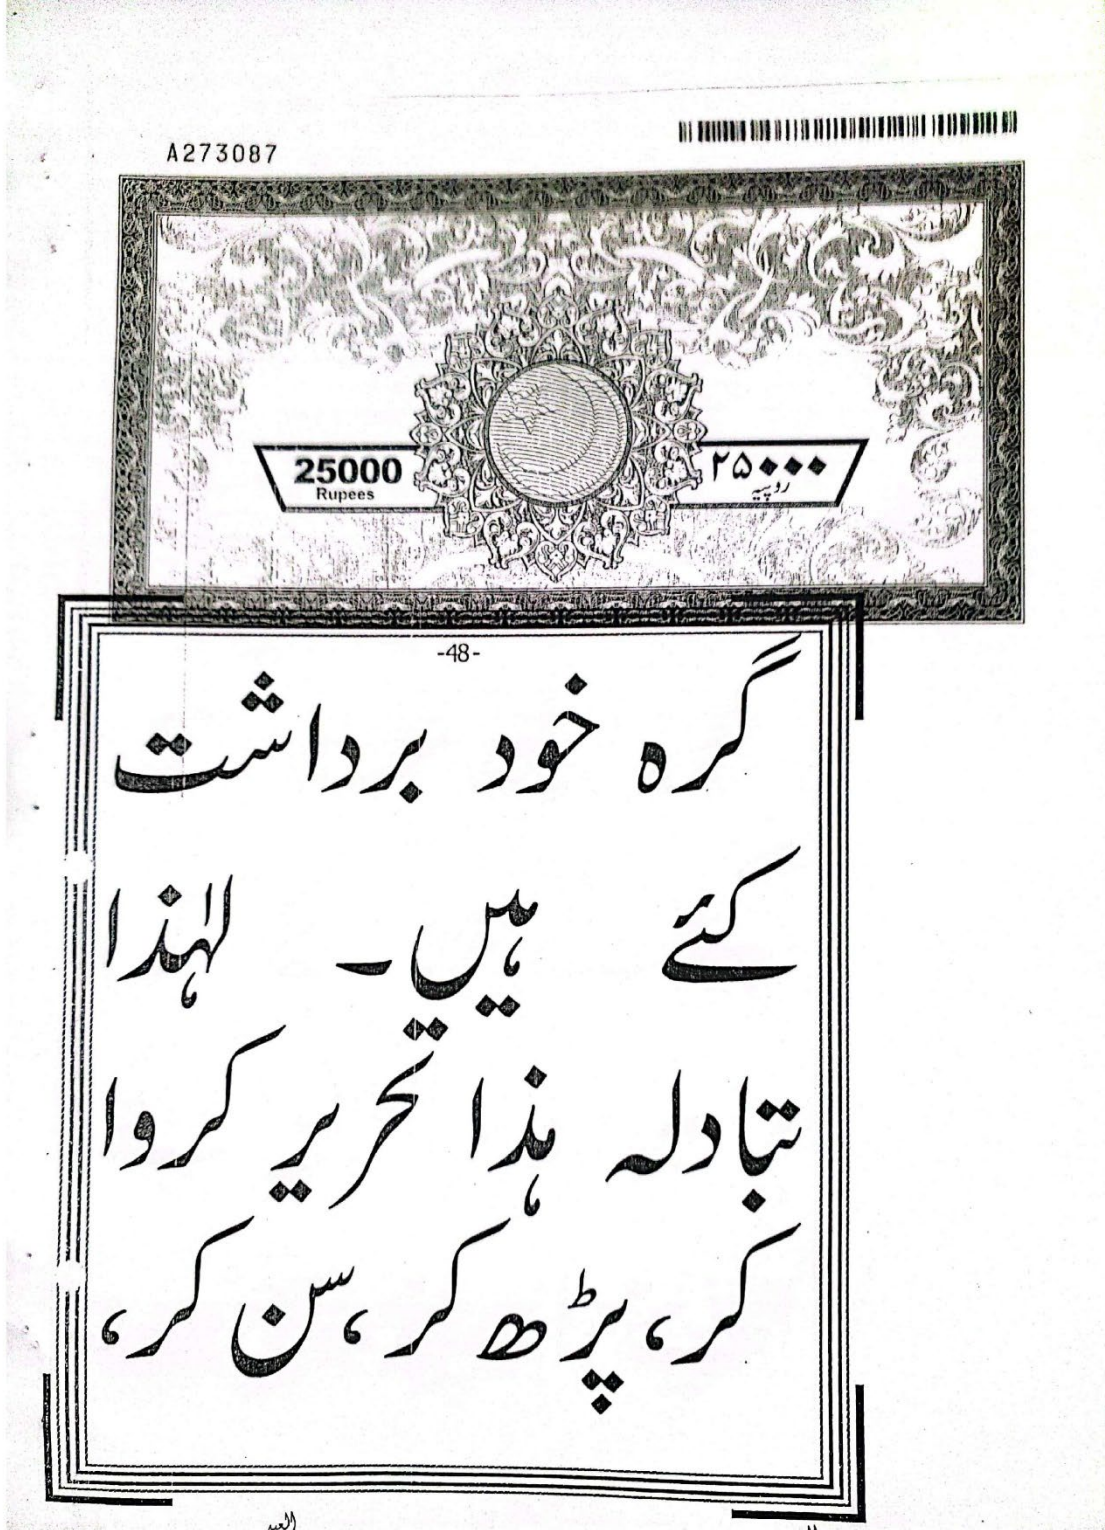 A273087
25000
Rupees
۲۵۰۰۰
روپیہ
-48-
گرہ خود برداشت
کئے ہیں۔ لہٰذا
تبادلہ ہذا تحریر کروا
کر، پڑھ کر، سن کر،